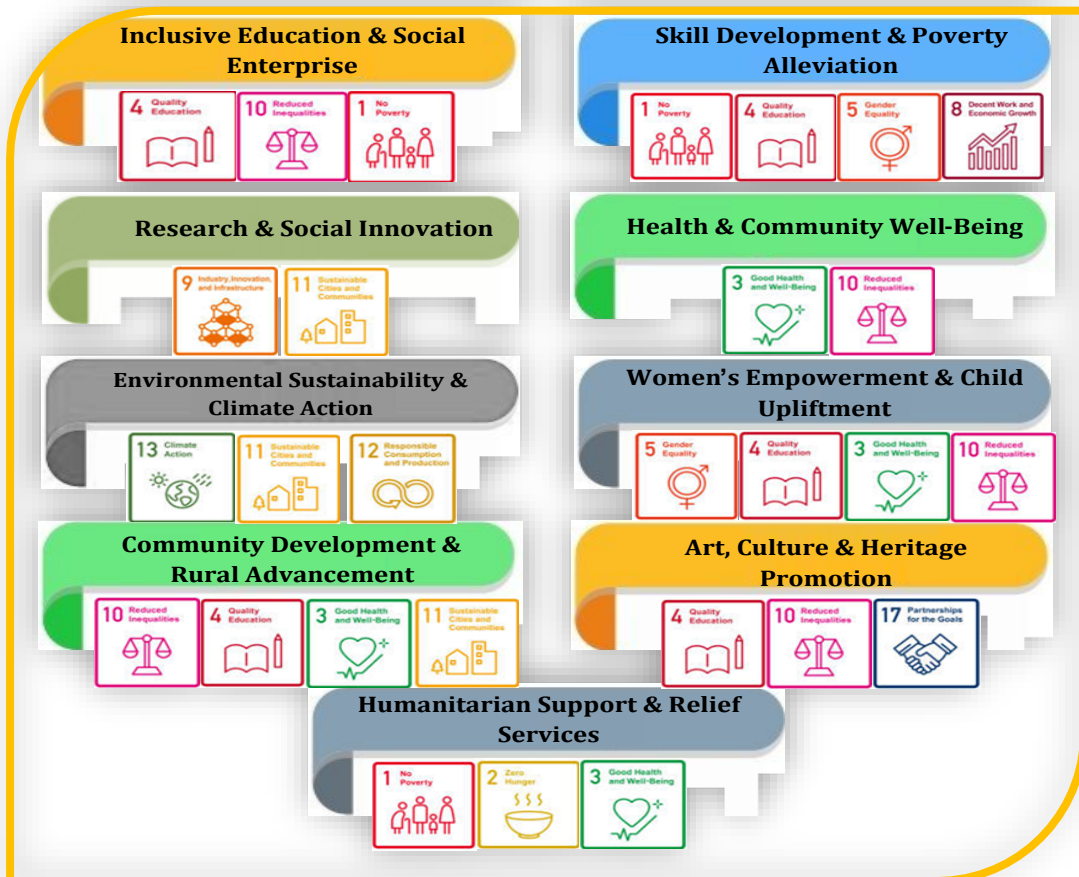 Inclusive Education & Social
Enterprise
4 Quality
Education
10 Reduced
Inequalities
1 No
Poverty
Skill Development & Poverty
Alleviation
1 No
Poverty
4 Quality
Education
5 Gender
Equality
8 Decent Work and
Economic Growth
Research & Social Innovation
9 Industry, Innovation,
and Infrastructure
11 Sustainable
Cities and
Communities
Health & Community Well-Being
3 Good Health
and Well-Being
10 Reduced
Inequalities
Environmental Sustainability &
Climate Action
13 Climate
Action
11 Sustainable
Cities and
Communities
12 Responsible
Consumption
and Production
Women’s Empowerment & Child
Upliftment
5 Gender
Equality
4 Quality
Education
3 Good Health
and Well-Being
10 Reduced
Inequalities
Community Development &
Rural Advancement
10 Reduced
Inequalities
4 Quality
Education
3 Good Health
and Well-Being
11 Sustainable
Cities and
Communities
Art, Culture & Heritage
Promotion
4 Quality
Education
10 Reduced
Inequalities
17 Partnerships
for the Goals
Humanitarian Support & Relief
Services
1 No
Poverty
2 Zero
Hunger
3 Good Health
and Well-Being